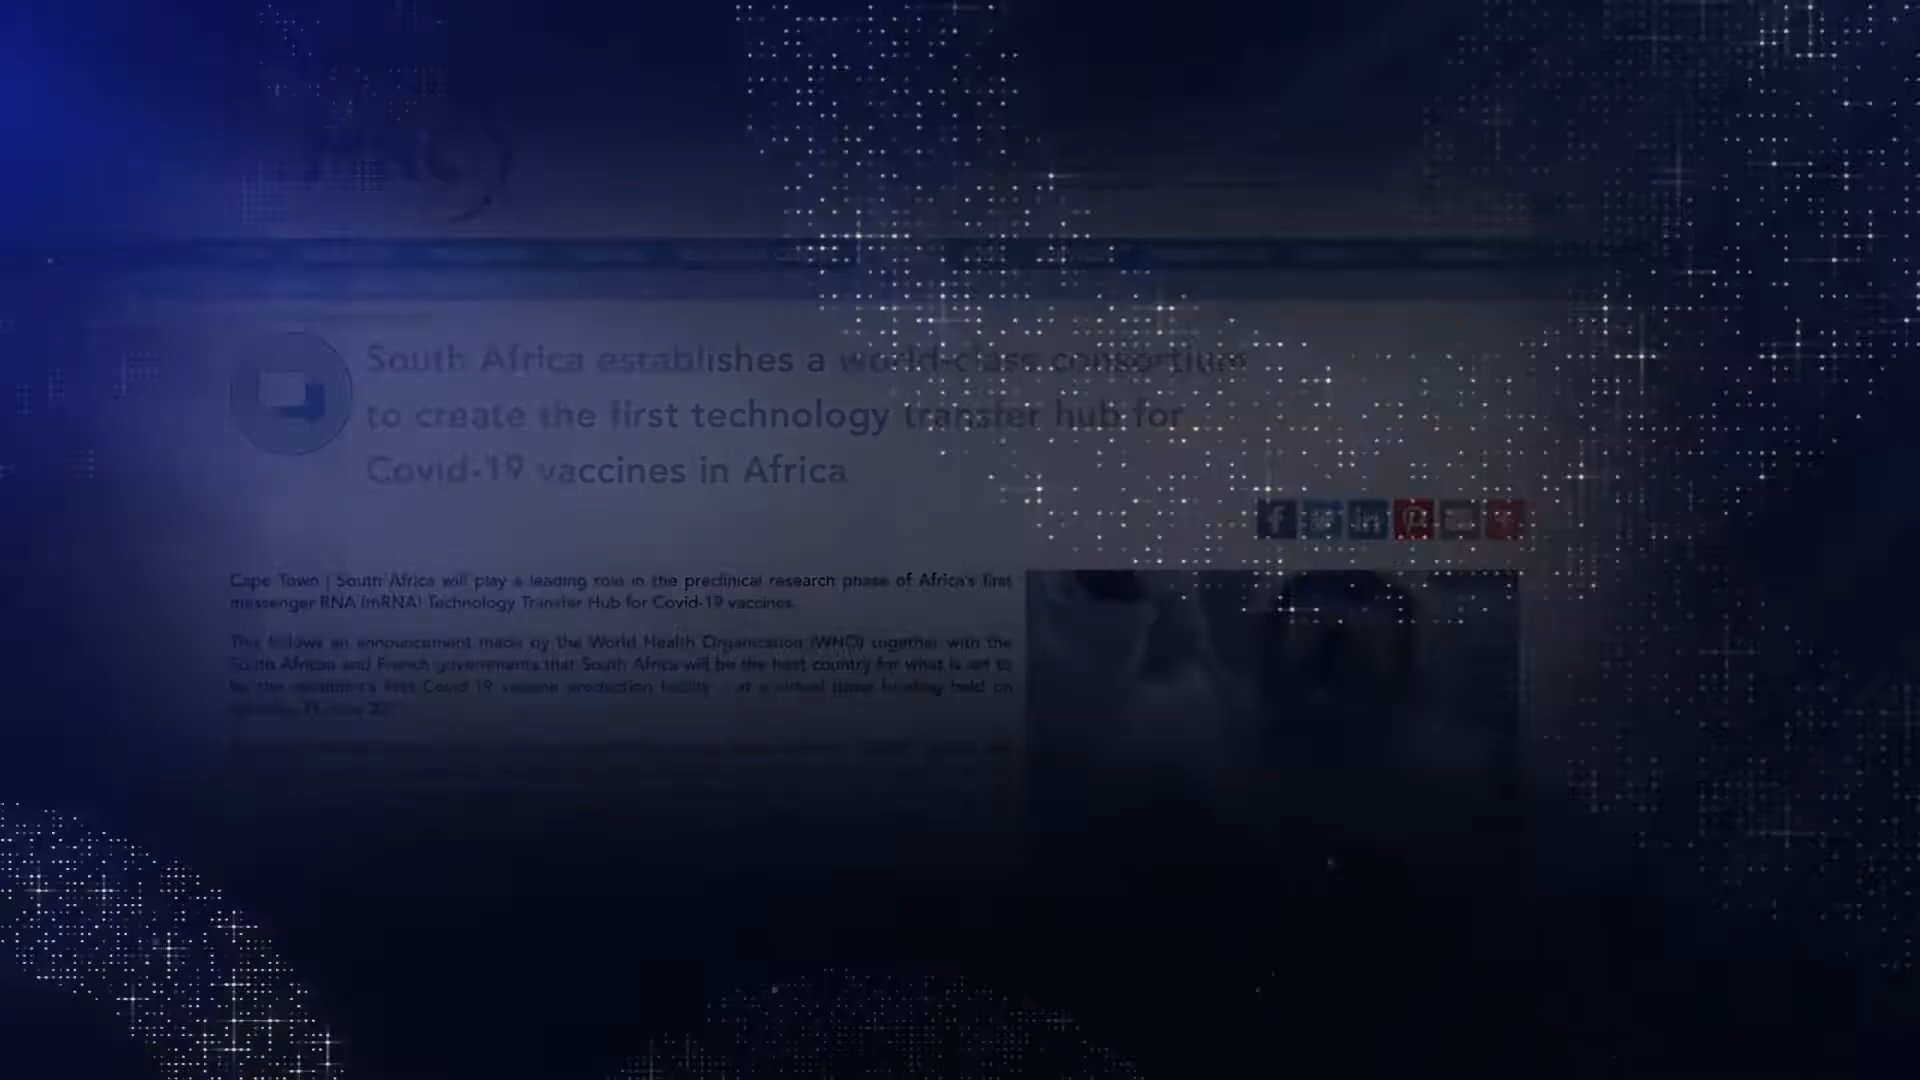 South Africa establishes a world-class consortium
to create the first technology transfer hub for
Covid-19 vaccines in Africa
Cape Town | South Africa will play a leading role in the preclinical research phase of Africa's first
messenger RNA (mRNA) Technology Transfer Hub for Covid-19 vaccines.
This follows an announcement made by the World Health Organisation (WHO) together with the
South African and French governments that South Africa will be the host country for what is set to
be the continent's first Covid 19 vaccine production facility - at a virtual press briefing held on